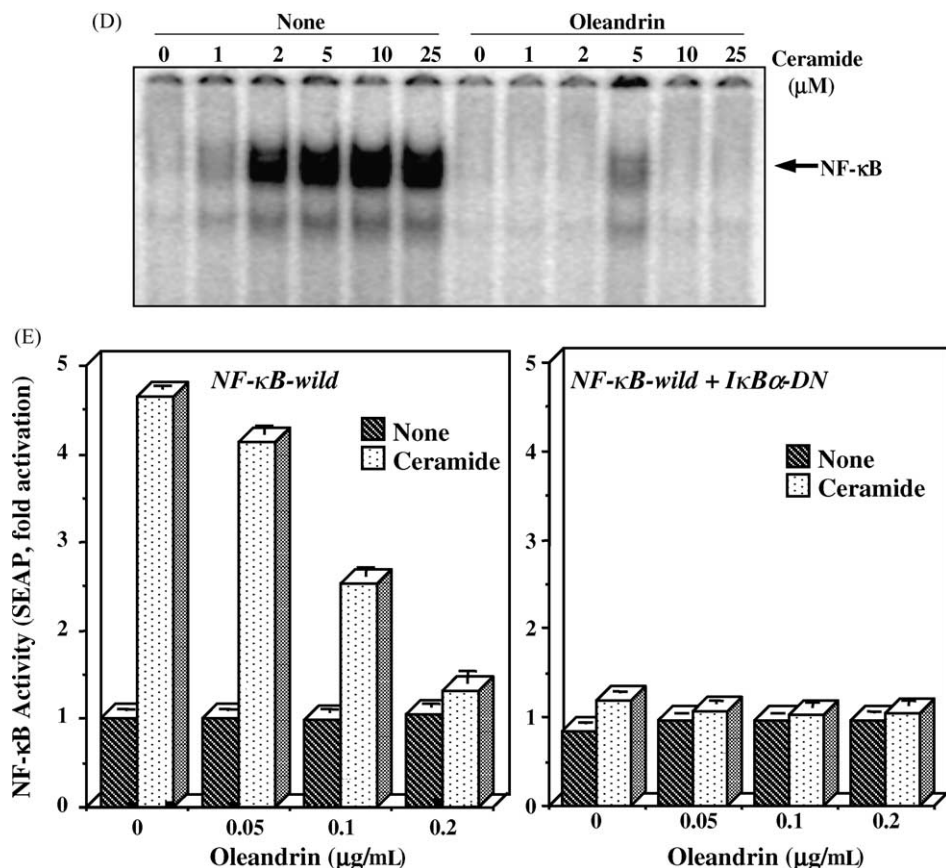 (D)
None Oleandrin
0 1 2 5 10 25 0 1 2 5 10 25 Ceramide
(μM)
NF-κB
(E)
NF-κB Activity (SEAP, fold activation)
5
4
3
2
1
0
NF-κB-wild
None
Ceramide
0 0.05 0.1 0.2
Oleandrin (μg/mL)
5
4
3
2
1
0
NF-κB-wild + IκBα-DN
None
Ceramide
0 0.05 0.1 0.2
Oleandrin (μg/mL)